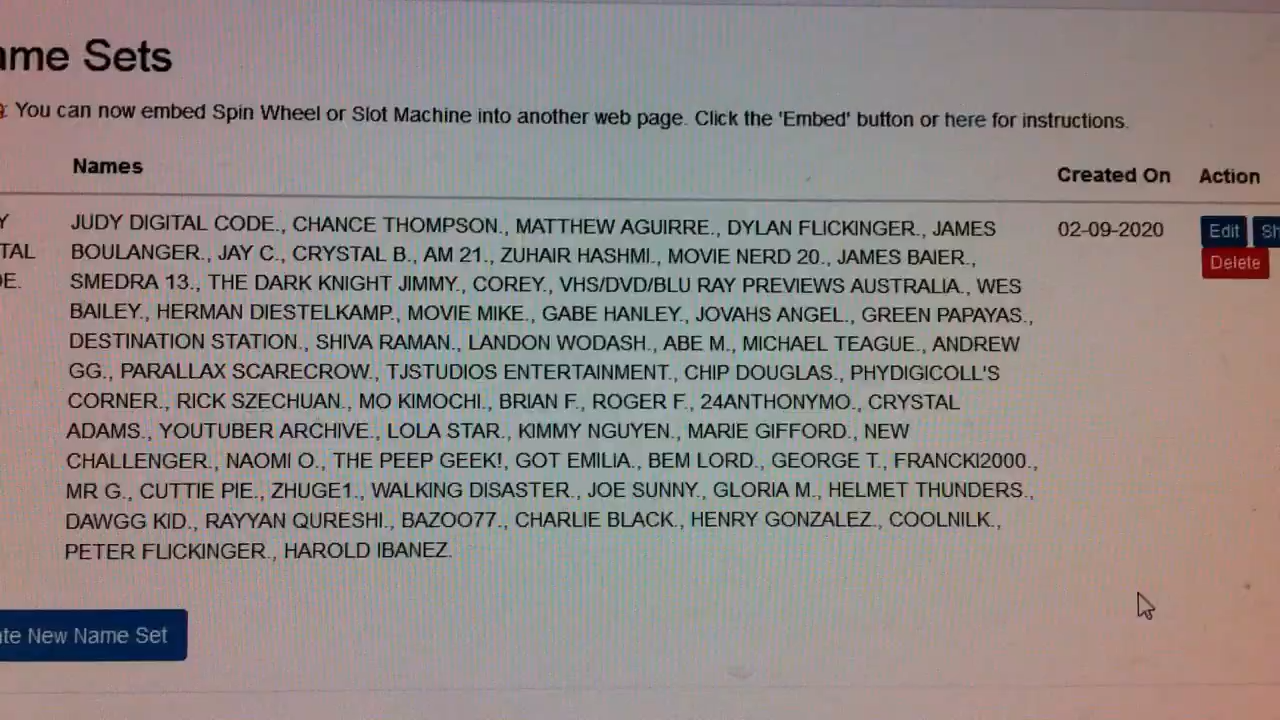 ame Sets
: You can now embed Spin Wheel or Slot Machine into another web page. Click the 'Embed' button or here for instructions.
Names Created On Action
Y JUDY DIGITAL CODE., CHANCE THOMPSON., MATTHEW AGUIRRE., DYLAN FLICKINGER., JAMES 02-09-2020 Edit Sh
TAL BOULANGER., JAY C., CRYSTAL B., AM 21., ZUHAIR HASHMI., MOVIE NERD 20., JAMES BAIER., Delete
E. SMEDRA 13., THE DARK KNIGHT JIMMY., COREY., VHS/DVD/BLU RAY PREVIEWS AUSTRALIA., WES
BAILEY., HERMAN DIESTELKAMP., MOVIE MIKE., GABE HANLEY., JOVAHS ANGEL., GREEN PAPAYAS.,
DESTINATION STATION., SHIVA RAMAN., LANDON WODASH., ABE M., MICHAEL TEAGUE., ANDREW
GG., PARALLAX SCARECROW., TJSTUDIOS ENTERTAINMENT., CHIP DOUGLAS., PHYDIGICOLL'S
CORNER., RICK SZECHUAN., MO KIMOCHI., BRIAN F., ROGER F., 24ANTHONYMO., CRYSTAL
ADAMS., YOUTUBER ARCHIVE., LOLA STAR., KIMMY NGUYEN., MARIE GIFFORD., NEW
CHALLENGER., NAOMI O., THE PEEP GEEK!, GOT EMILIA., BEM LORD., GEORGE T., FRANCKI2000.,
MR G., CUTTIE PIE., ZHUGE1., WALKING DISASTER., JOE SUNNY., GLORIA M., HELMET THUNDERS.,
DAWGG KID., RAYYAN QURESHI., BAZOO77., CHARLIE BLACK., HENRY GONZALEZ., COOLNILK.,
PETER FLICKINGER., HAROLD IBANEZ.
te New Name Set